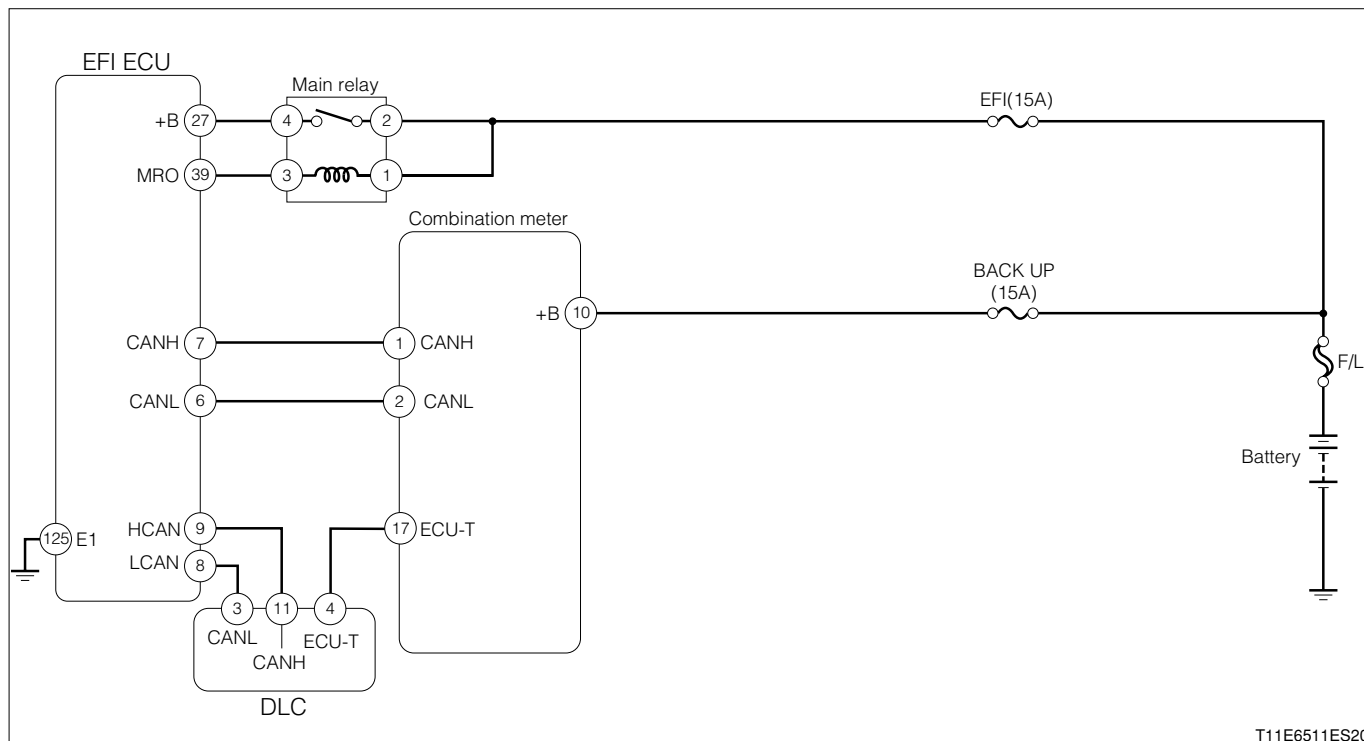 EFI ECU
Main relay
EFI(15A)
+B 27
4
2
MRO 39
3
1
Combination meter
BACK UP
(15A)
+B 10
CANH 7
1 CANH
F/L
CANL 6
2 CANL
Battery
HCAN 9
17 ECU-T
125 E1
LCAN 8
3
11
4
CANL
ECU-T
CANH
DLC
T11E6511ES20